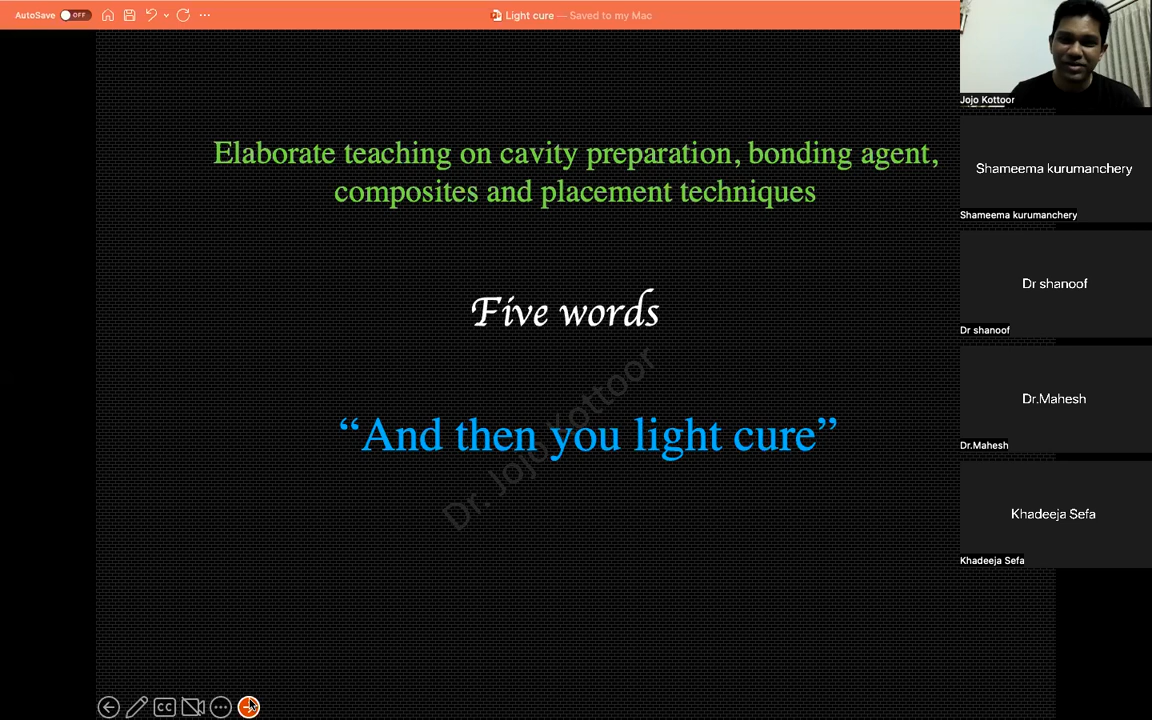 AutoSave OFF
Light cure — Saved to my Mac
Elaborate teaching on cavity preparation, bonding agent,
composites and placement techniques
Five words
“And then you light cure”
Dr. Jojo Kottoor
CC
Jojo Kottoor
Shameema kurumanchery
Shameema kurumanchery
Dr shanoof
Dr shanoof
Dr.Mahesh
Dr.Mahesh
Khadeeja Sefa
Khadeeja Sefa